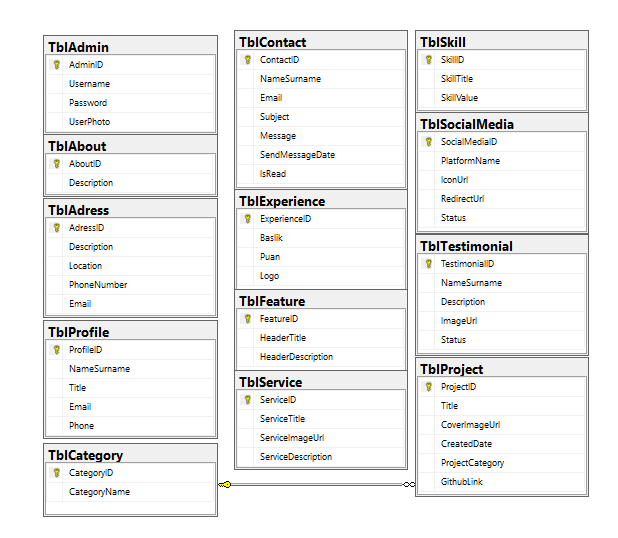 TblAdmin
AdminID
Username
Password
UserPhoto
TblAbout
AboutID
Description
TblAdress
AdressID
Description
Location
PhoneNumber
Email
TblProfile
ProfileID
NameSurname
Title
Email
Phone
TblCategory
CategoryID
CategoryName
TblContact
ContactID
NameSurname
Email
Subject
Message
SendMessageDate
IsRead
TblExperience
ExperienceID
Baslik
Puan
Logo
TblFeature
FeatureID
HeaderTitle
HeaderDescription
TblService
ServiceID
ServiceTitle
ServiceImageUrl
ServiceDescription
TblSkill
SkillID
SkillTitle
SkillValue
TblSocialMedia
SocialMediaID
PlatformName
IconUrl
RedirectUrl
Status
TblTestimonial
TestimonialID
NameSurname
Description
ImageUrl
Status
TblProject
ProjectID
Title
CoverImageUrl
CreatedDate
ProjectCategory
GithubLink